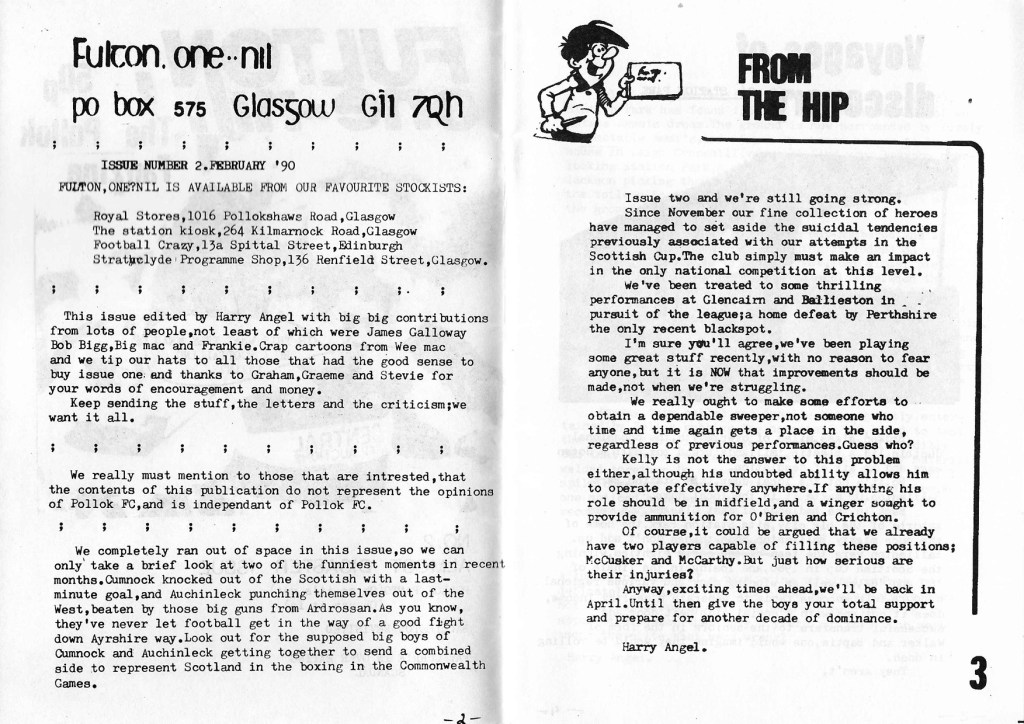 Fulton, one··nil
po box 575 Glasgow G11 7Qh
; ; ; ; ; ; ; ; ; ;
ISSUE NUMBER 2.FEBRUARY '90
FULTON,ONE?NIL IS AVAILABLE FROM OUR FAVOURITE STOCKISTS:
Royal Stores,1016 Pollokshaws Road,Glasgow
The station kiosk,264 Kilmarnock Road,Glasgow
Football Crazy,13a Spittal Street,Edinburgh
Strathclyde Programme Shop,136 Renfield Street,Glasgow.
; ; ; ; ; ; ; ; ;. ;
This issue edited by Harry Angel with big big contributions
from lots of people,not least of which were James Galloway
Bob Bigg,Big mac and Frankie.Crap cartoons from Wee mac
and we tip our hats to all those that had the good sense to
buy issue one and thanks to Graham,Graeme and Stevie for
your words of encouragement and money.
Keep sending the stuff,the letters and the criticism;we
want it all.
; ; ; ; ; ; ; ; ; ;
We really must mention to those that are intrested,that
the contents of this publication do not represent the opinions
of Pollok FC,and is independant of Pollok FC.
; ; ; ; ; ; ; ; ; ;
We completely ran out of space in this issue,so we can
only take a brief look at two of the funniest moments in recent
months.Cumnock knocked out of the Scottish with a last-
minute goal,and Auchinleck punching themselves out of the
West,beaten by those big guns from Ardrossan.As you know,
they've never let football get in the way of a good fight
down Ayrshire way.Look out for the supposed big boys of
Cumnock and Auchinleck getting together to send a combined
side to represent Scotland in the boxing in the Commonwealth
Games.
-2-
FROM
THE HIP
Issue two and we're still going strong.
Since November our fine collection of heroes
have managed to set aside the suicidal tendencies
previously associated with our attempts in the
Scottish Cup.The club simply must make an impact
in the only national competition at this level.
We've been treated to some thrilling
performances at Glencairn and Ballieston in
pursuit of the league;a home defeat by Perthshire
the only recent blackspot.
I'm sure you'll agree,we've been playing
some great stuff recently,with no reason to fear
anyone,but it is NOW that improvements should be
made,not when we're struggling.
We really ought to make some efforts to
obtain a dependable sweeper,not someone who
time and time again gets a place in the side,
regardless of previous performances.Guess who?
Kelly is not the answer to this problem
either,although his undoubted ability allows him
to operate effectively anywhere.If anything his
role should be in midfield,and a winger sought to
provide ammunition for O'Brien and Crichton.
Of course,it could be argued that we already
have two players capable of filling these positions;
McCusker and McCarthy.But just how serious are
their injuries?
Anyway,exciting times ahead,we'll be back in
April.Until then give the boys your total support
and prepare for another decade of dominance.
Harry Angel.
3